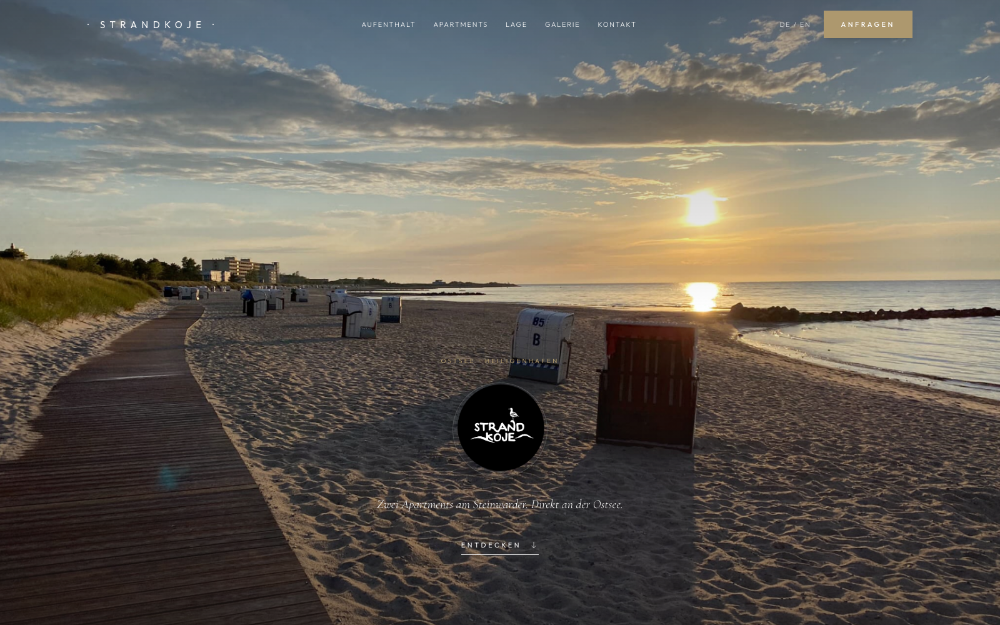 · STRANDKOJE ·
AUFENTHALT APARTMENTS LAGE GALERIE KONTAKT
DE / EN
ANFRAGEN
B5
B
B
OSTSEE · HEILIGENHAFEN
STRAND
KOJE
Zwei Apartments am Steinwarder. Direkt an der Ostsee.
ENTDECKEN ↓